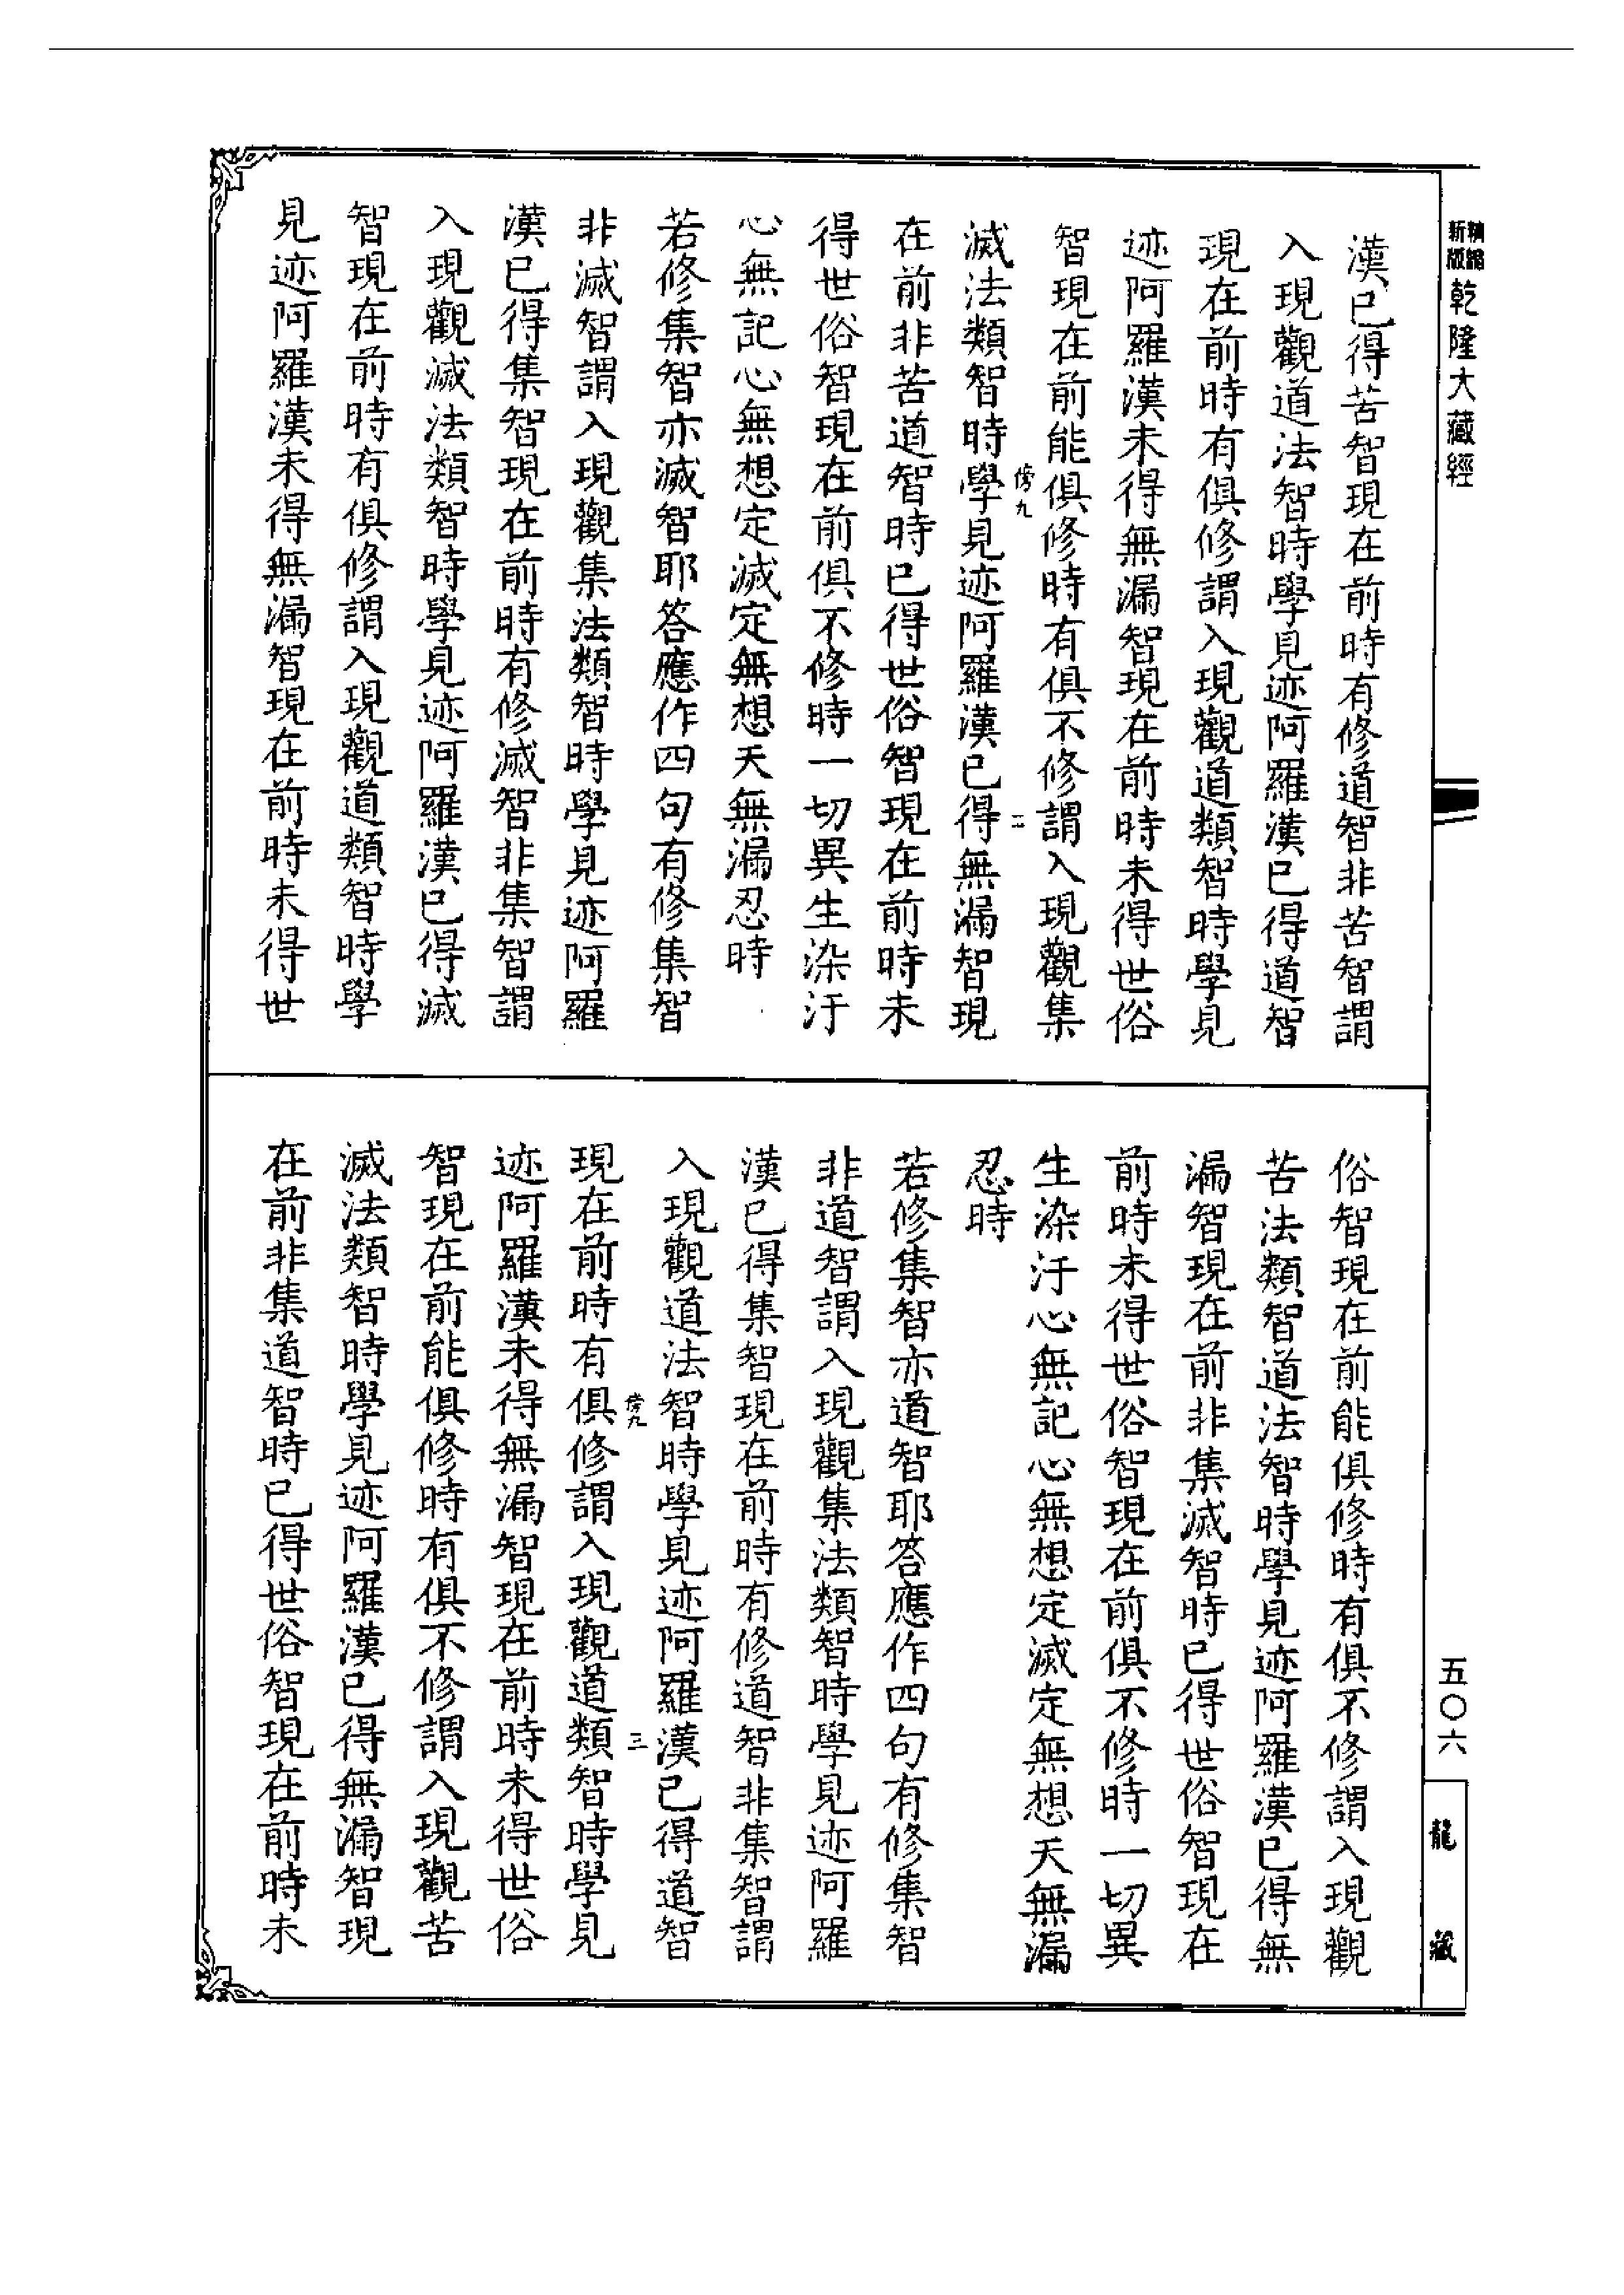 精縮新版乾隆大藏經
漢已得苦智現在前時有修道智非苦智謂
入現觀道法智時學見迹阿羅漢已得道智
現在前時有俱修謂入現觀道類智時學見
迹阿羅漢未得無漏智現在前時未得世俗
智現在前能俱修時有俱不修謂入現觀集
傍九 二
滅法類智時學見迹阿羅漢已得無漏智現
在前非苦道智時已得世俗智現在前時未
得世俗智現在前俱不修時一切異生染汙
心無記心無想定滅定無想天無漏忍時
若修集智亦滅智耶答應作四句有修集智
非滅智謂入現觀集法類智時學見迹阿羅
漢已得集智現在前時有修滅智非集智謂
入現觀滅法類智時學見迹阿羅漢已得滅
智現在前時有俱修謂入現觀道類智時學
見迹阿羅漢未得無漏智現在前時未得世
俗智現在前能俱修時有俱不修謂入現觀
苦法類智道法智時學見迹阿羅漢已得無
漏智現在前非集滅智時已得世俗智現在
前時未得世俗智現在前俱不修時一切異
生染汙心無記心無想定滅定無想天無漏
忍時
若修集智亦道智耶答應作四句有修集智
非道智謂入現觀集法類智時學見迹阿羅
漢已得集智現在前時有修道智非集智謂
入現觀道法智時學見迹阿羅漢已得道智
傍九 三
現在前時有俱修謂入現觀道類智時學見
迹阿羅漢未得無漏智現在前時未得世俗
智現在前能俱修時有俱不修謂入現觀苦
滅法類智時學見迹阿羅漢已得無漏智現
在前非集道智時已得世俗智現在前時未
五〇六
龍藏